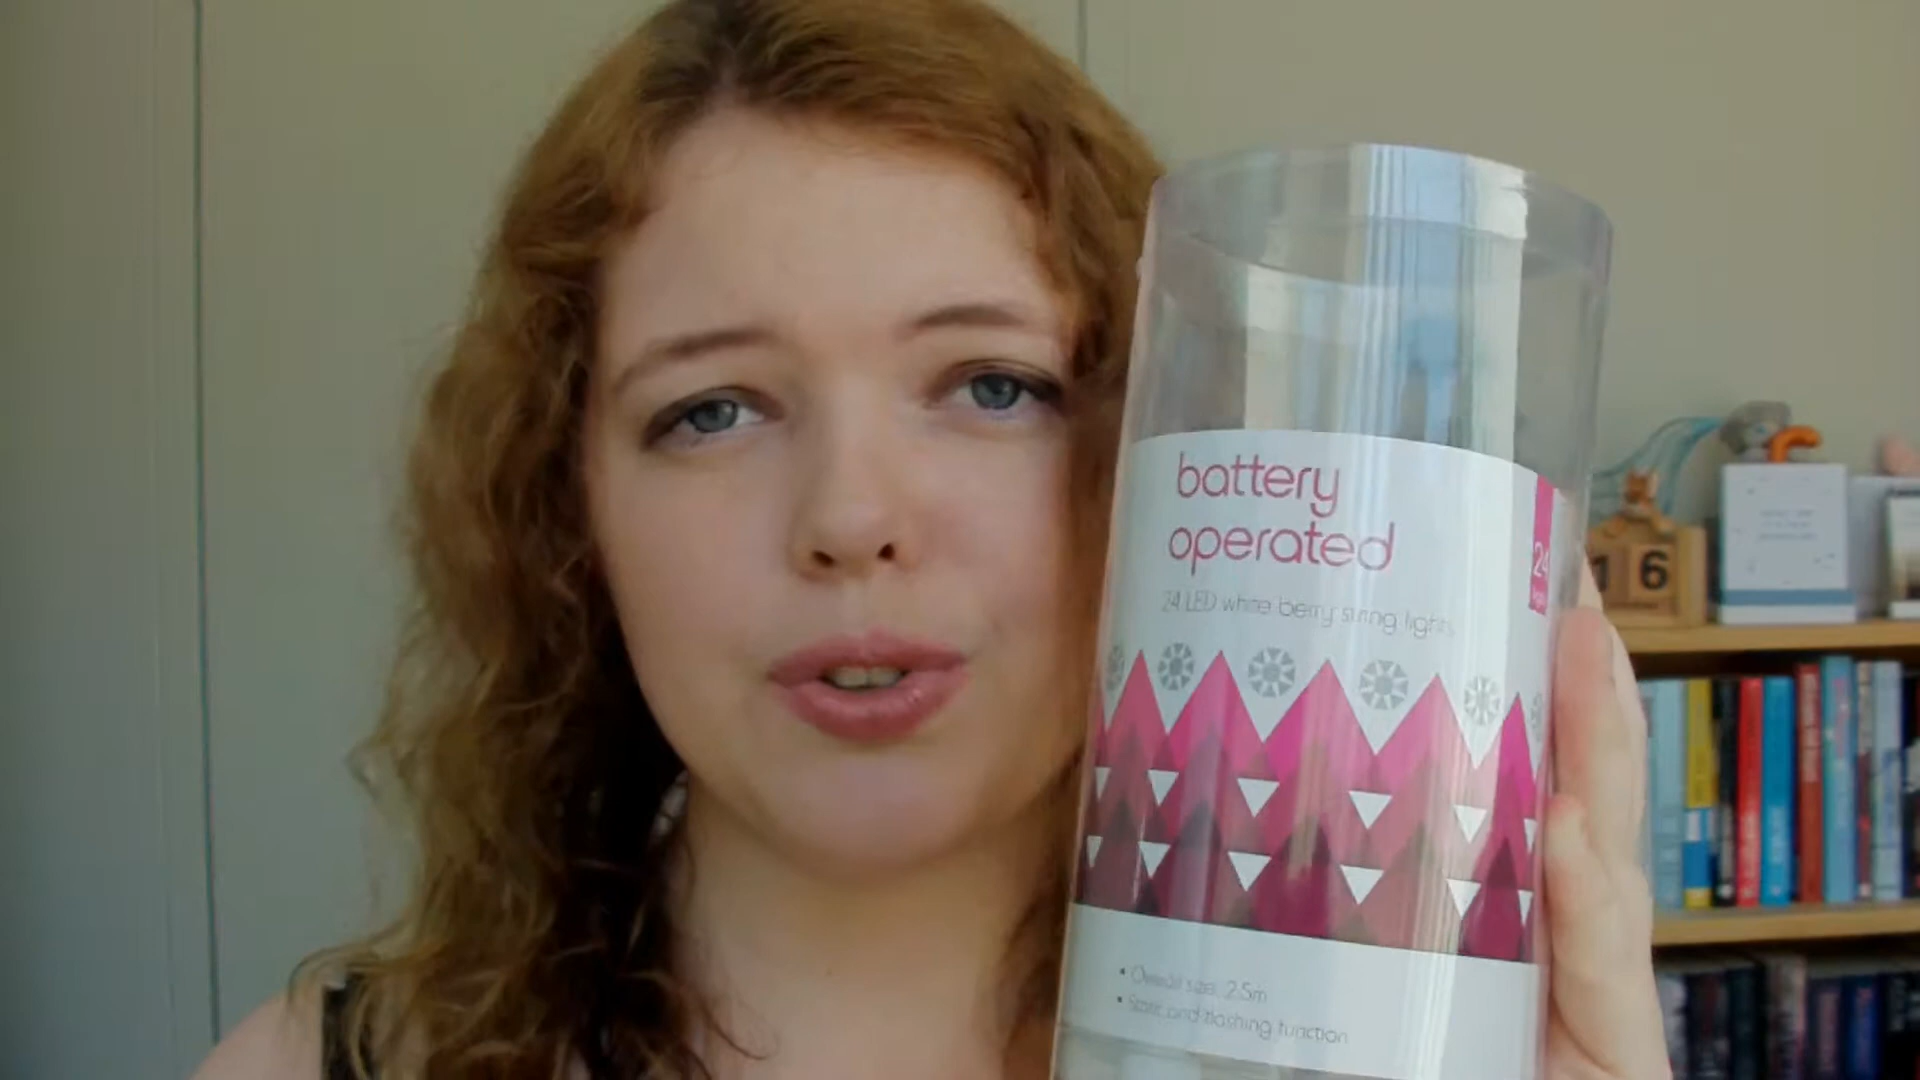 battery
operated
24 LED white berry string lights
24
• Overall size: 2.5m
• Static and flashing function
16